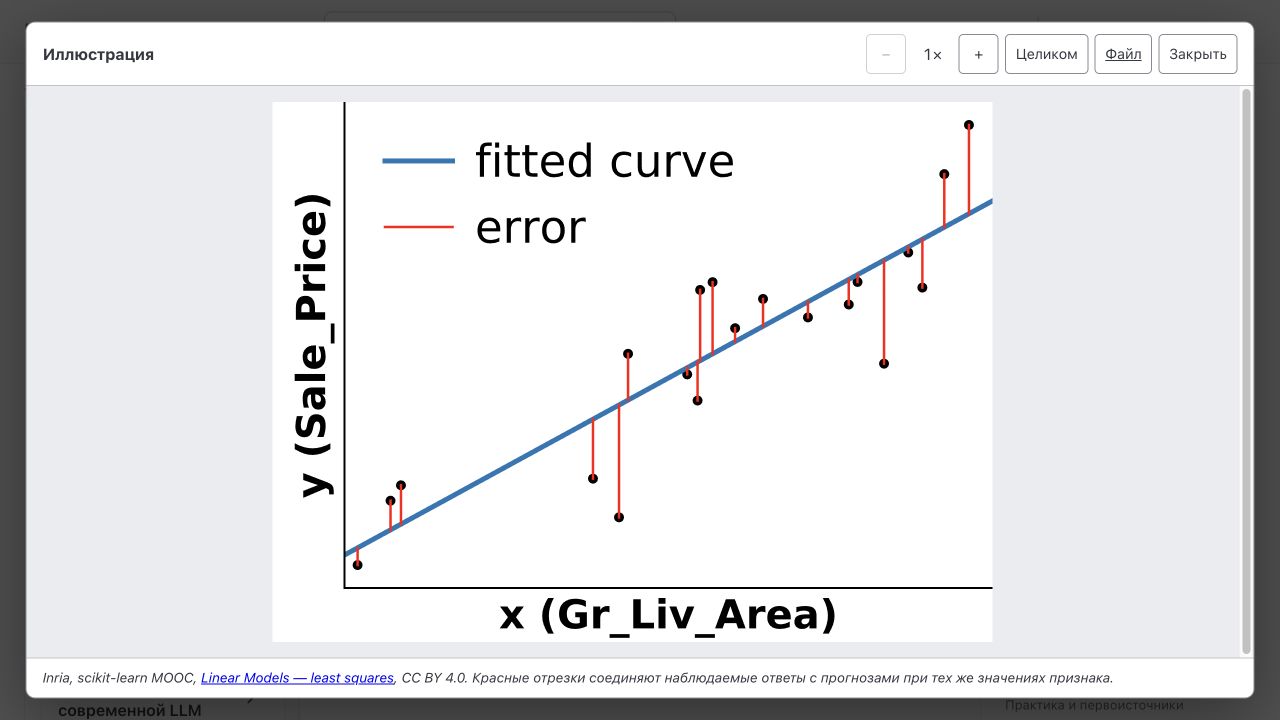 Иллюстрация
− 1× + Целиком Файл Закрыть
fitted curve
error
y (Sale_Price)
x (Gr_Liv_Area)
Inria, scikit-learn MOOC, Linear Models — least squares, CC BY 4.0. Красные отрезки соединяют наблюдаемые ответы с прогнозами при тех же значениях признака.
современной LLM
Практика и первоисточники